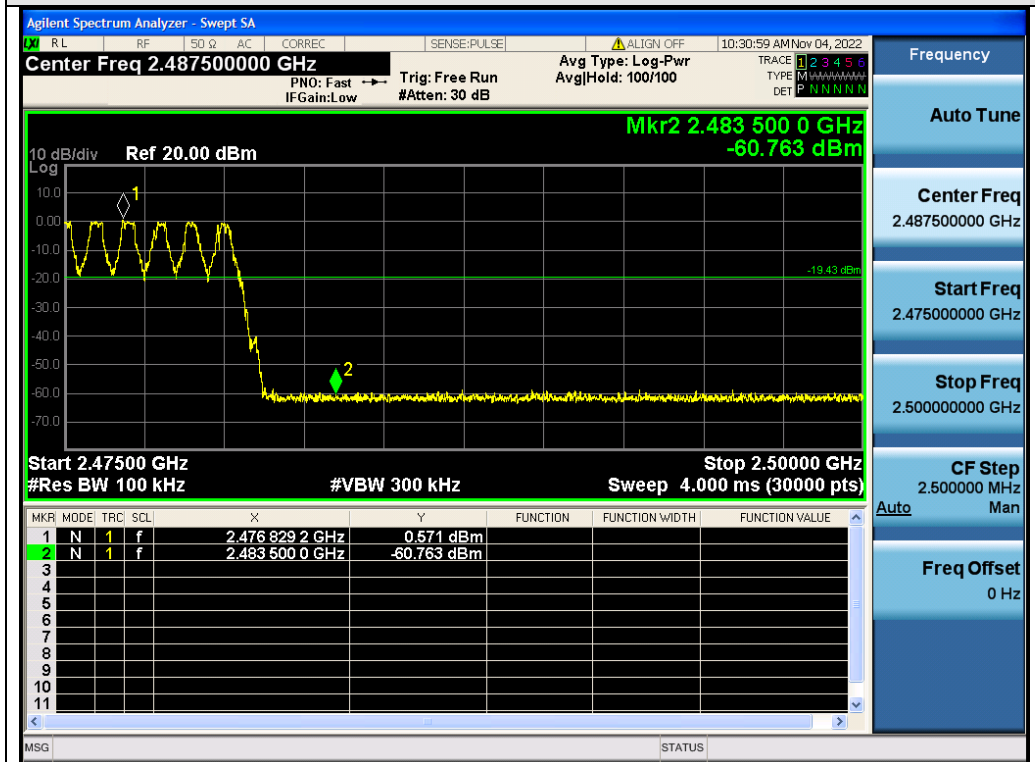 Agilent Spectrum Analyzer - Swept SA
LXI RL RF 50 Ω AC CORREC SENSE:PULSE ALIGN OFF 10:30:59 AM Nov 04, 2022
Center Freq 2.487500000 GHz
PNO: Fast
IFGain:Low
Trig: Free Run
#Atten: 30 dB
Avg Type: Log-Pwr
Avg|Hold: 100/100
TRACE 1 2 3 4 5 6
TYPE M
DET P N N N N N
Mkr2 2.483 500 0 GHz
-60.763 dBm
10 dB/div Ref 20.00 dBm
Log
10.0
0.00
-10.0
-20.0
-30.0
-40.0
-50.0
-60.0
-70.0
1
2
-19.43 dBm
Start 2.47500 GHz Stop 2.50000 GHz
#Res BW 100 kHz #VBW 300 kHz Sweep 4.000 ms (30000 pts)
MKR MODE TRC SCL X Y FUNCTION FUNCTION WIDTH FUNCTION VALUE
1 N 1 f 2.476 829 2 GHz 0.571 dBm
2 N 1 f 2.483 500 0 GHz -60.763 dBm
3
4
5
6
7
8
9
10
11
MSG STATUS
Frequency
Auto Tune
Center Freq
2.487500000 GHz
Start Freq
2.475000000 GHz
Stop Freq
2.500000000 GHz
CF Step
2.500000 MHz
Auto Man
Freq Offset
0 Hz